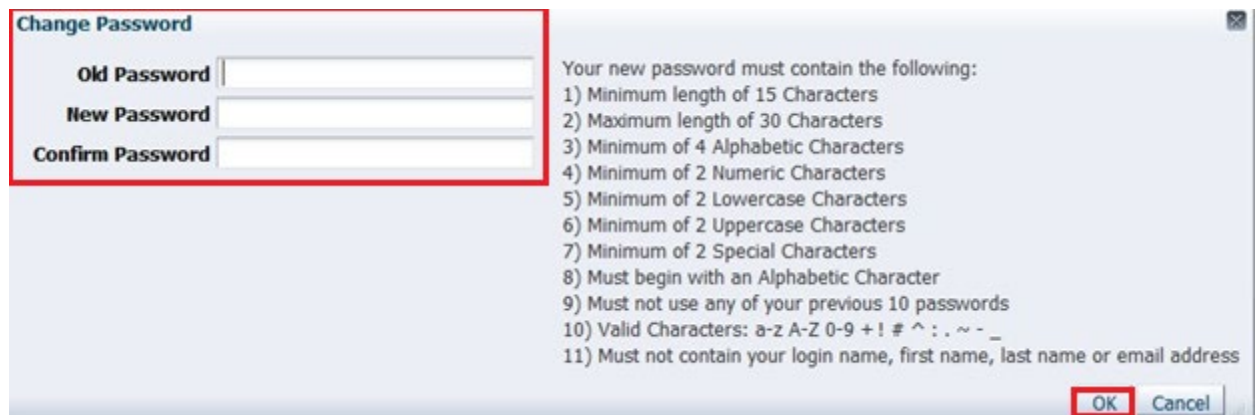 Change Password
Old Password
New Password
Confirm Password
Your new password must contain the following:
1) Minimum length of 15 Characters
2) Maximum length of 30 Characters
3) Minimum of 4 Alphabetic Characters
4) Minimum of 2 Numeric Characters
5) Minimum of 2 Lowercase Characters
6) Minimum of 2 Uppercase Characters
7) Minimum of 2 Special Characters
8) Must begin with an Alphabetic Character
9) Must not use any of your previous 10 passwords
10) Valid Characters: a-z A-Z 0-9 + ! # ^ : . ~ - _
11) Must not contain your login name, first name, last name or email address
OK Cancel